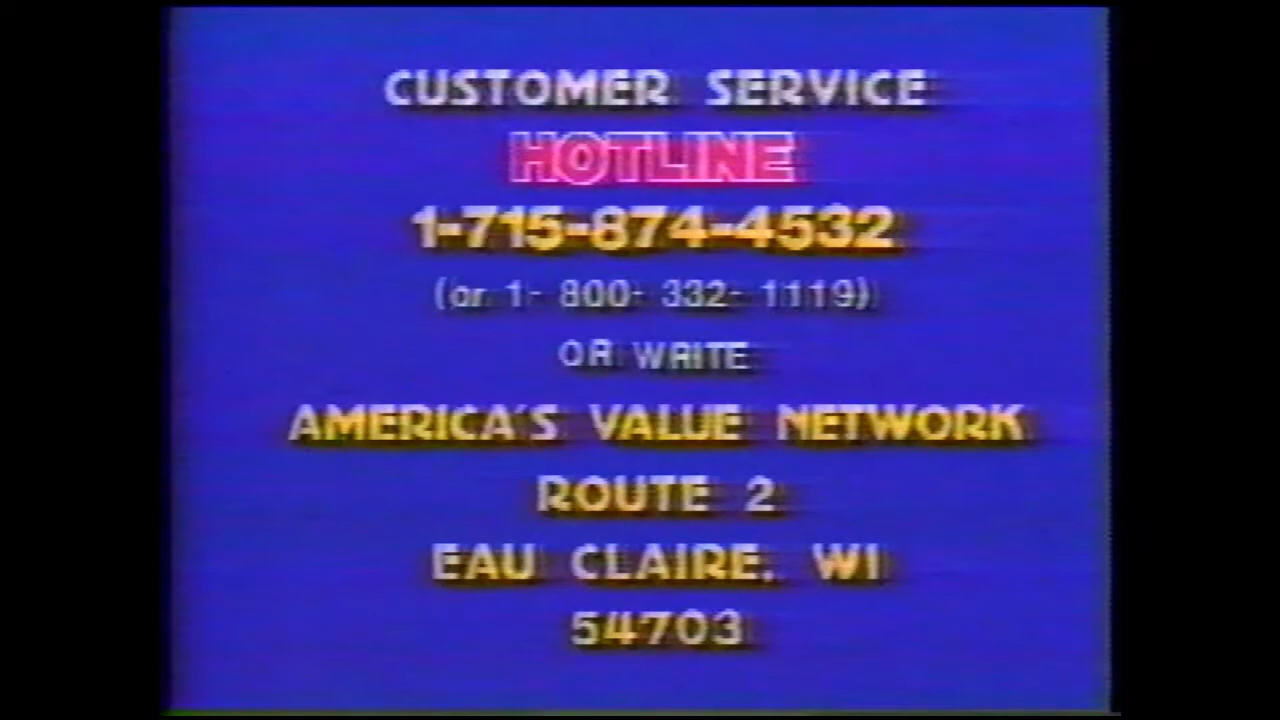 CUSTOMER SERVICE
HOTLINE
1-715-874-4532
(or 1- 800- 332- 1119)
OR WRITE
AMERICA'S VALUE NETWORK
ROUTE 2
EAU CLAIRE, WI
54703